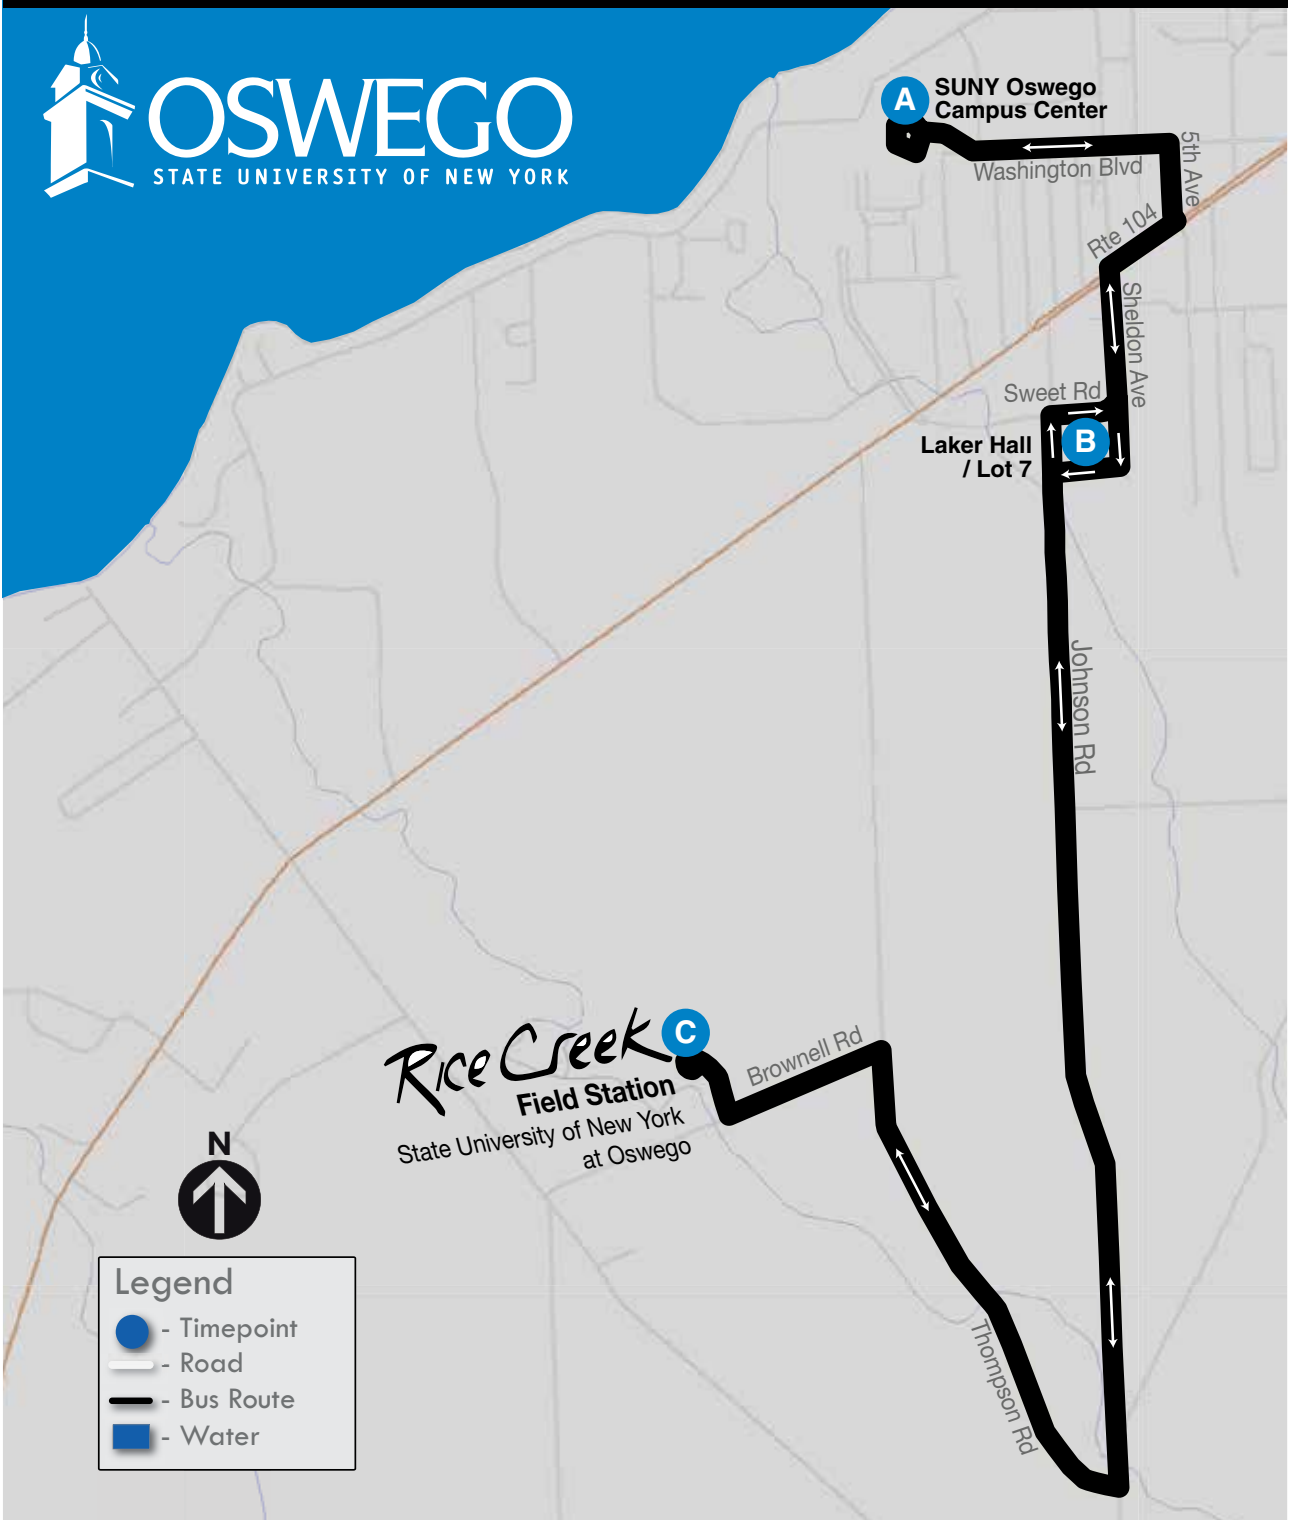 OSWEGO
STATE UNIVERSITY OF NEW YORK
A
SUNY Oswego
Campus Center
Washington Blvd
5th Ave
Rte 104
Sheldon Ave
Sweet Rd
B
Laker Hall
/ Lot 7
Johnson Rd
C
Rice Creek
Field Station
State University of New York
at Oswego
Brownell Rd
Thompson Rd
N
Legend
- Timepoint
- Road
- Bus Route
- Water